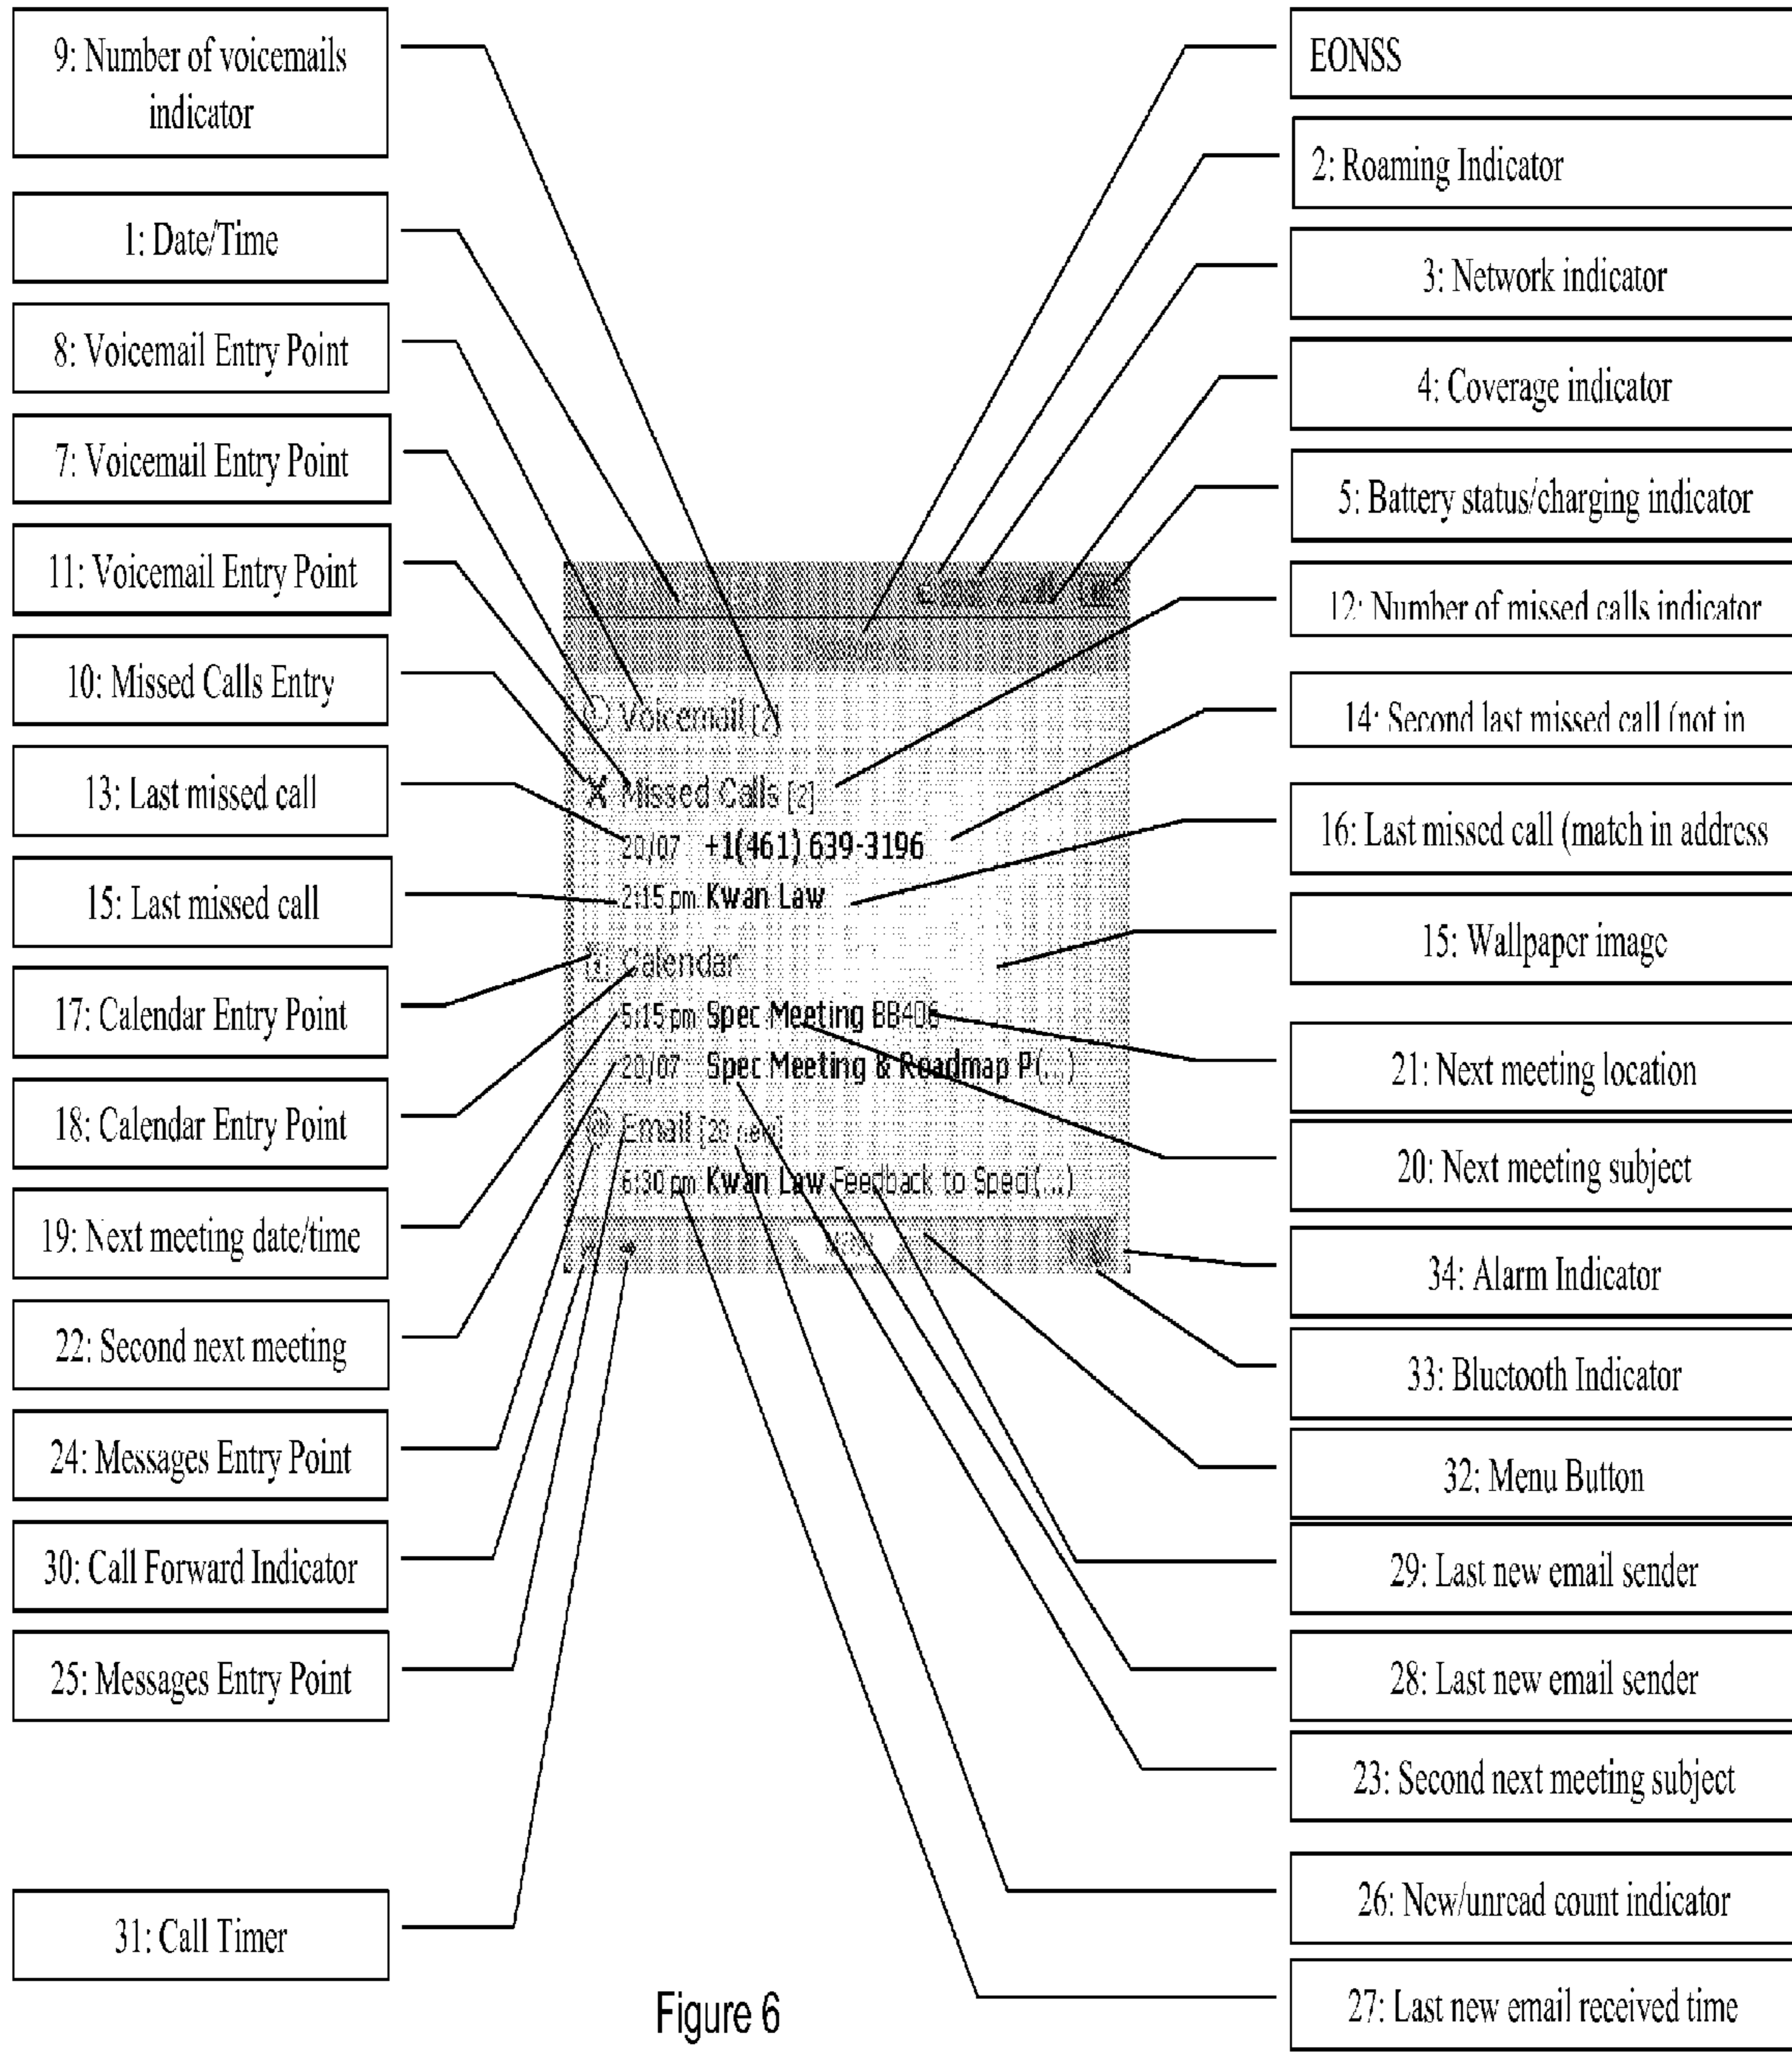 9: Number of voicemails
indicator
1: Date/Time
8: Voicemail Entry Point
7: Voicemail Entry Point
11: Voicemail Entry Point
10: Missed Calls Entry
13: Last missed call
15: Last missed call
17: Calendar Entry Point
18: Calendar Entry Point
19: Next meeting date/time
22: Second next meeting
24: Messages Entry Point
30: Call Forward Indicator
25: Messages Entry Point
31: Call Timer
Voicemail [2]
Missed Calls [2]
20/07 +1(461) 639-3196
2:15 pm Kwan Law
Calendar
5:15 pm Spec Meeting BB406
20/07 Spec Meeting & Roadmap P(...)
Email [20 new]
6:30 pm Kwan Law Feedback to Speci(...)
EONSS
2: Roaming Indicator
3: Network indicator
4: Coverage indicator
5: Battery status/charging indicator
12: Number of missed calls indicator
14: Second last missed call (not in
16: Last missed call (match in address
15: Wallpaper image
21: Next meeting location
20: Next meeting subject
34: Alarm Indicator
33: Bluetooth Indicator
32: Menu Button
29: Last new email sender
28: Last new email sender
23: Second next meeting subject
26: New/unread count indicator
27: Last new email received time
Figure 6